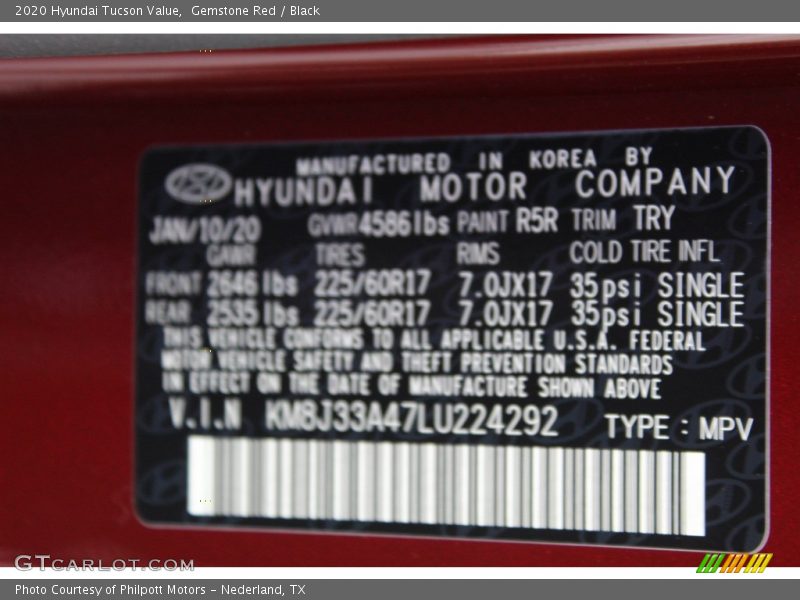 2020 Hyundai Tucson Value, Gemstone Red / Black
MANUFACTURED IN KOREA BY
HYUNDAI MOTOR COMPANY
JAN/10/20 GVWR 4586 lbs PAINT R5R TRIM TRY
GAWR TIRES RIMS COLD TIRE INFL
FRONT 2646 lbs 225/60R17 7.0JX17 35psi SINGLE
REAR 2535 lbs 225/60R17 7.0JX17 35psi SINGLE
THIS VEHICLE CONFORMS TO ALL APPLICABLE U.S.A. FEDERAL
MOTOR VEHICLE SAFETY AND THEFT PREVENTION STANDARDS
IN EFFECT ON THE DATE OF MANUFACTURE SHOWN ABOVE
V.I.N KM8J33A47LU224292 TYPE : MPV
GTCARLOT.COM
Photo Courtesy of Philpott Motors - Nederland, TX